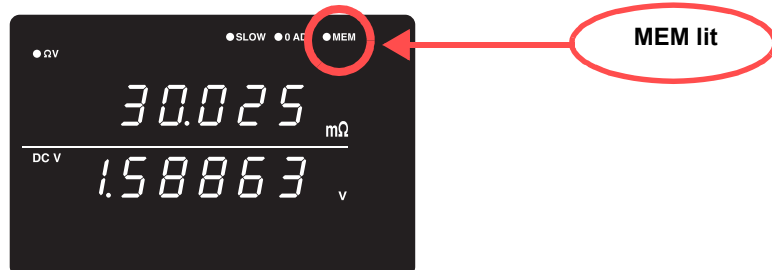 ●SLOW ●0 AD ●MEM
MEM lit
●ΩV
30.025 mΩ
DC V
1.58863 V